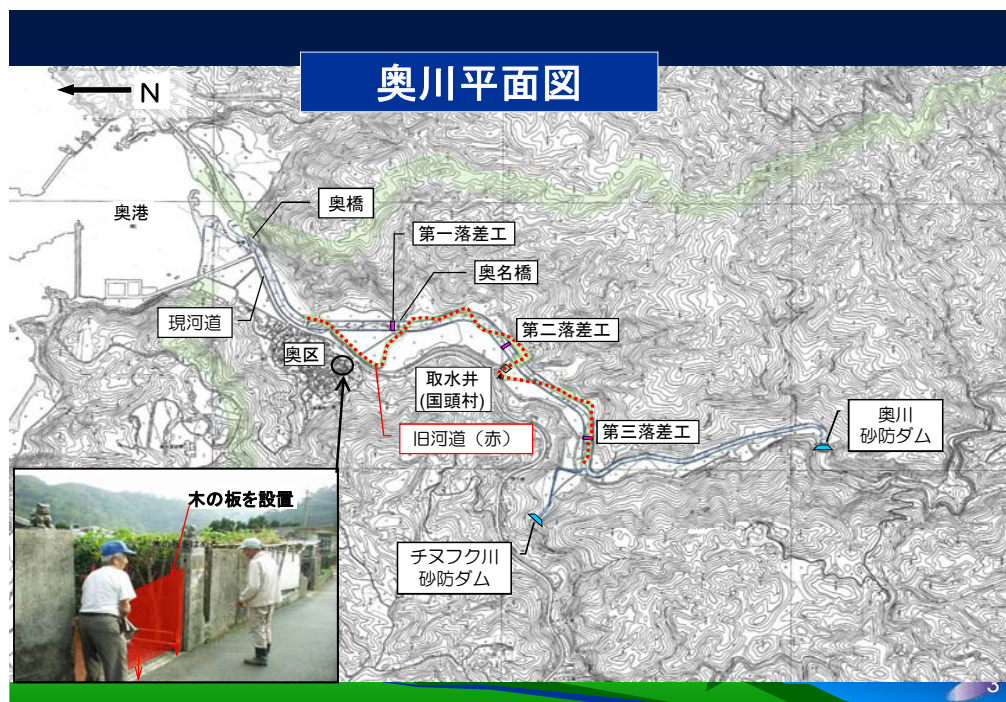 奥川平面図
N
奥橋
奥港
第一落差工
奥名橋
現河道
第二落差工
奥区
取水井
(国頭村)
奥川
砂防ダム
旧河道（赤）
第三落差工
木の板を設置
チヌフク川
砂防ダム
3